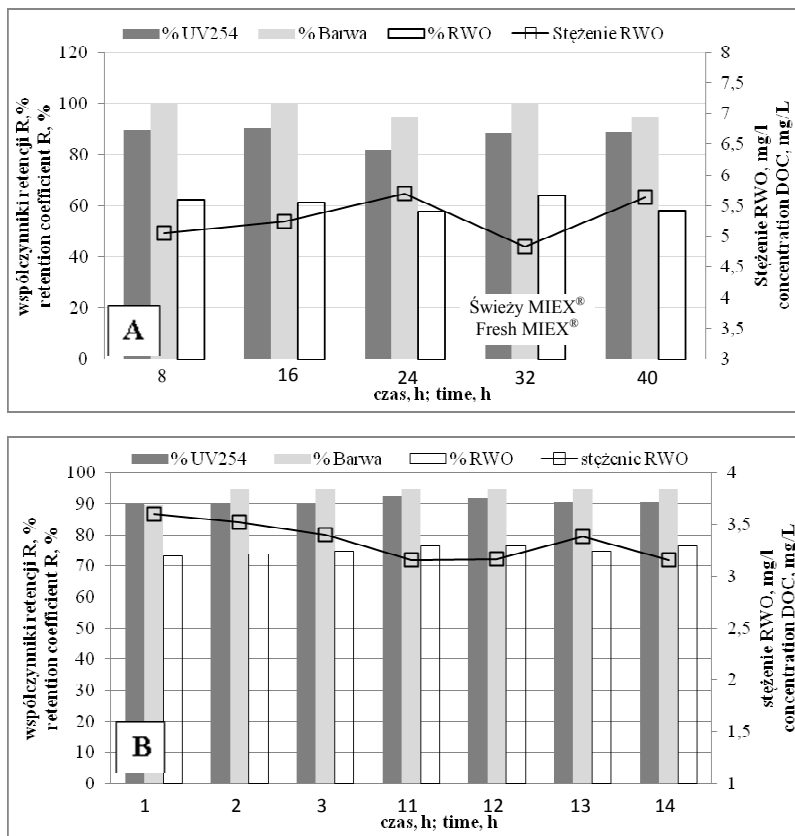 % UV254 % Barwa % RWO Stężenie RWO
współczynniki retencji R, %
retention coefficient R, %
120
100
80
60
40
20
0
8
7,5
7
6,5
6
5,5
5
4,5
4
3,5
3
Stężenie RWO, mg/l
concentration DOC, mg/L
A
Świeży MIEX®
Fresh MIEX®
8 16 24 32 40
czas, h; time, h
% UV254 % Barwa % RWO stężenie RWO
współczynniki retencji R, %
retention coefficient R, %
100
90
80
70
60
50
40
30
20
10
0
4
3,5
3
2,5
2
1,5
1
stężenie RWO, mg/l
concentration DOC, mg/L
B
1 2 3 11 12 13 14
czas, h; time, h